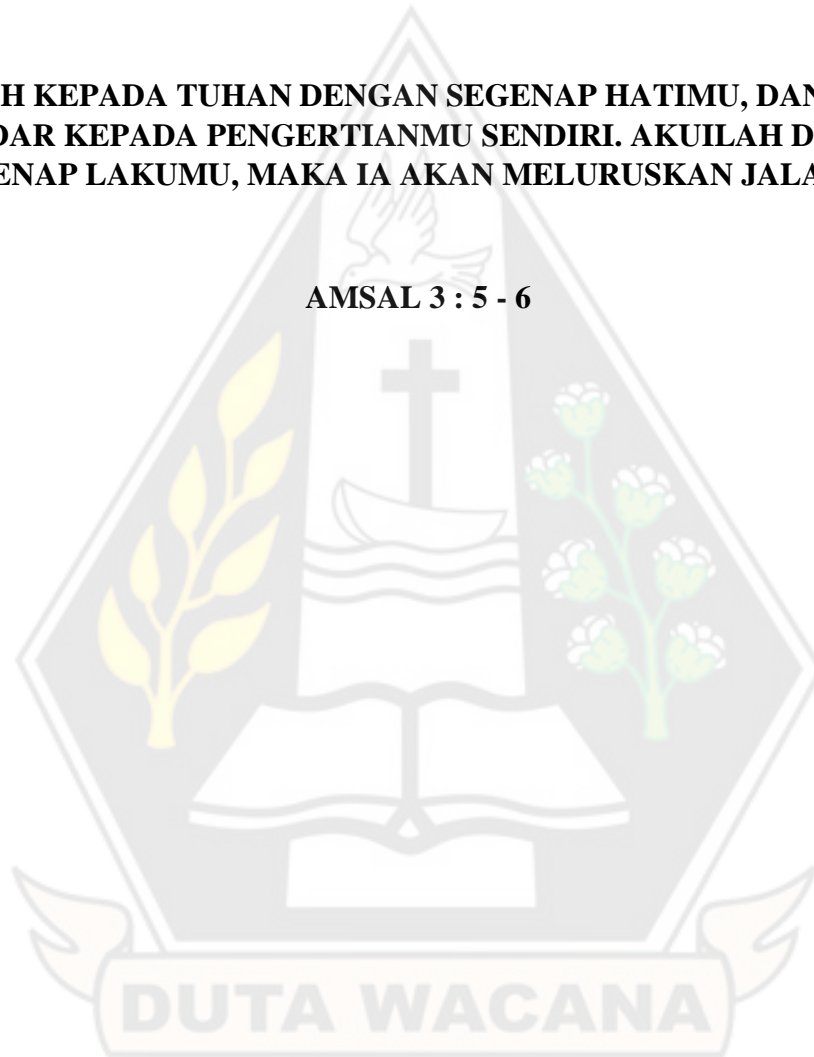 H KEPADA TUHAN DENGAN SEGENAP HATIMU, DAN
DAR KEPADA PENGERTIANMU SENDIRI. AKUILAH D
ENAP LAKUMU, MAKA IA AKAN MELURUSKAN JALA
AMSAL 3 : 5 - 6
DUTA WACANA